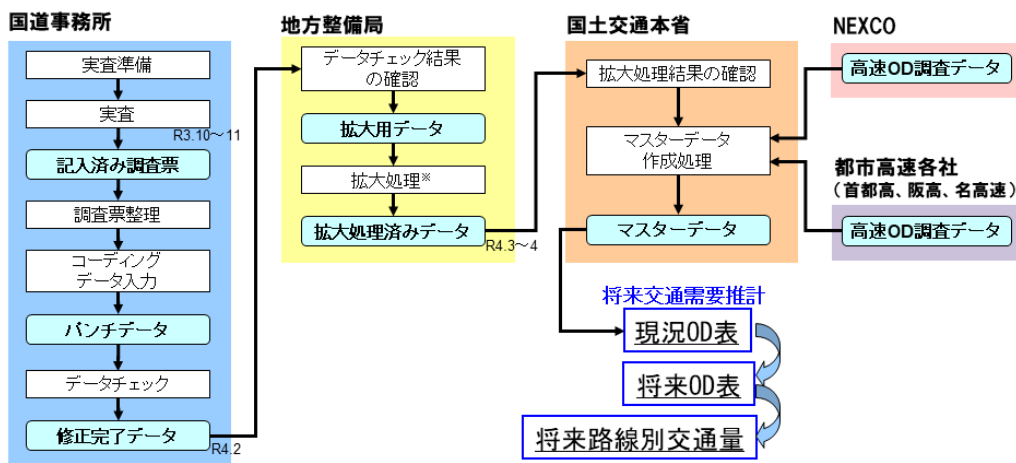 国道事務所
実査準備
実査
R3.10～11
記入済み調査票
調査票整理
コーディング
データ入力
パンチデータ
データチェック
修正完了データ
R4.2
地方整備局
データチェック結果
の確認
拡大用データ
拡大処理※
拡大処理済みデータ
R4.3～4
国土交通本省
拡大処理結果の確認
マスターデータ
作成処理
マスターデータ
NEXCO
高速OD調査データ
都市高速各社
（首都高、阪高、名高速）
高速OD調査データ
将来交通需要推計
現況OD表
将来OD表
将来路線別交通量